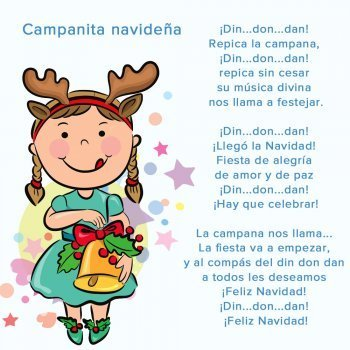 Campanita navideña
¡Din...don...dan!
Repica la campana,
¡Din...don...dan!
repica sin cesar
su música divina
nos llama a festejar.
¡Din...don...dan!
¡Llegó la Navidad!
Fiesta de alegría
de amor y de paz
¡Din...don...dan!
¡Hay que celebrar!
La campana nos llama...
La fiesta va a empezar,
y al compás del din don dan
a todos les deseamos
¡Feliz Navidad!
¡Din...don...dan!
¡Feliz Navidad!